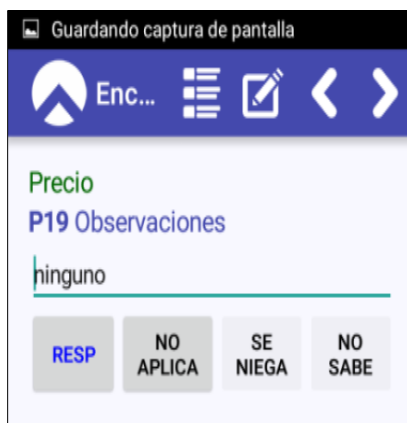 Guardando captura de pantalla
Enc...
Precio
P19 Observaciones
ninguno
RESP
NO APLICA
SE NIEGA
NO SABE